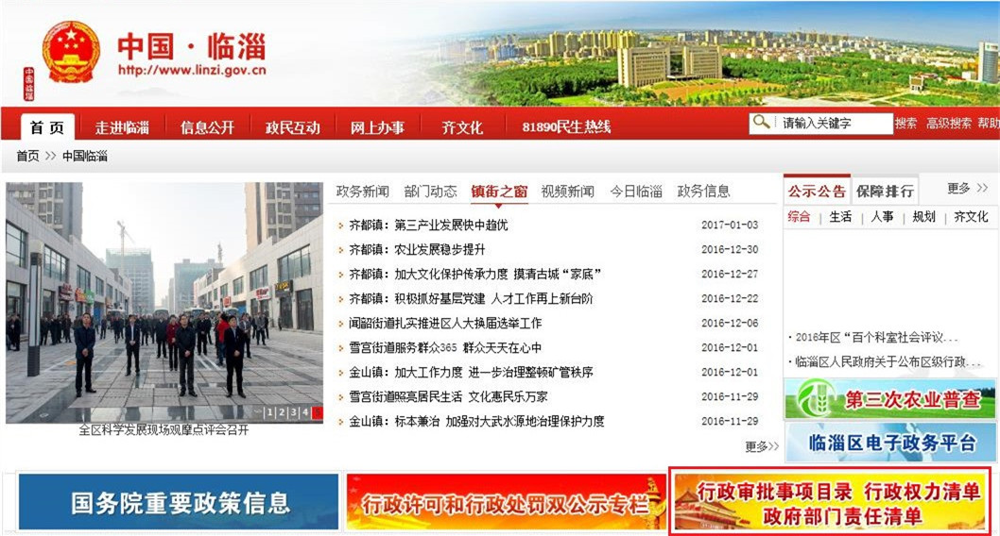 中国·临淄
http://www.linzi.gov.cn
中国临淄
首页 走进临淄 信息公开 政民互动 网上办事 齐文化 81890民生热线 请输入关键字 搜索 高级搜索 帮助
首页 >> 中国临淄
政务新闻 部门动态 镇街之窗 视频新闻 今日临淄 政务信息
齐都镇：第三产业发展快中趋优 2017-01-03
齐都镇：农业发展稳步提升 2016-12-30
齐都镇：加大文化保护传承力度 摸清古城“家底” 2016-12-27
齐都镇：积极抓好基层党建 人才工作再上新台阶 2016-12-22
闻韶街道扎实推进区人大换届选举工作 2016-12-06
雪宫街道服务群众365 群众天天在心中 2016-12-01
金山镇：加大工作力度 进一步治理整顿矿管秩序 2016-12-01
雪宫街道照亮居民生活 文化惠民乐万家 2016-11-29
金山镇：标本兼治 加强对大武水源地治理保护力度 2016-11-29
更多>>
1 2 3 4 5
全区科学发展现场观摩点评会召开
公示公告 保障排行 更多 >>
综合 | 生活 | 人事 | 规划 | 齐文化
·2016年区“百个科室社会评议...
·临淄区人民政府关于公布区级行政...
第三次农业普查
临淄区电子政务平台
国务院重要政策信息
行政许可和行政处罚双公示专栏
行政审批事项目录 行政权力清单
政府部门责任清单